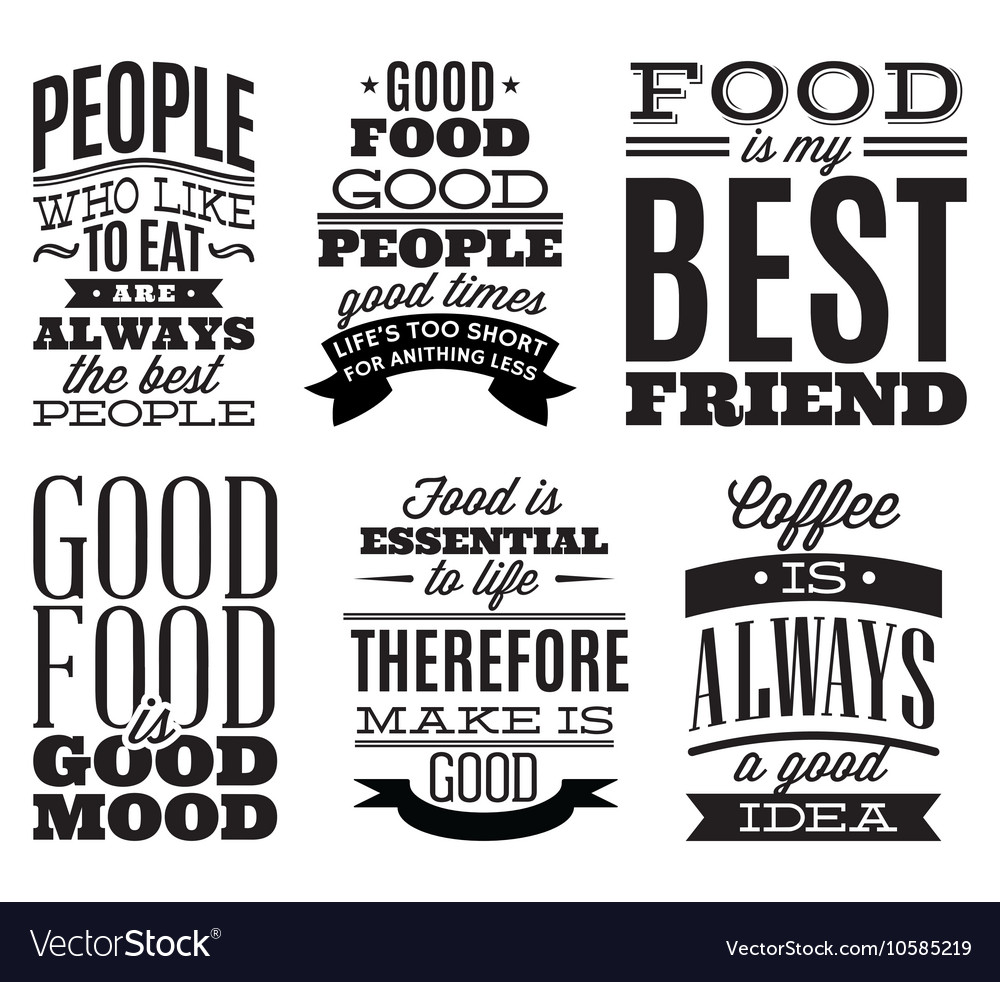 PEOPLE
WHO LIKE
TO EAT
• ARE •
ALWAYS
the best
PEOPLE
GOOD
FOOD
GOOD
PEOPLE
good times
LIFE'S TOO SHORT
FOR ANITHING LESS
FOOD
is my
BEST
FRIEND
GOOD
FOOD
is
GOOD
MOOD
Food is
ESSENTIAL
to life
THEREFORE
MAKE IS
GOOD
Coffee
• IS •
ALWAYS
a good
IDEA
VectorStock®
VectorStock.com/10585219